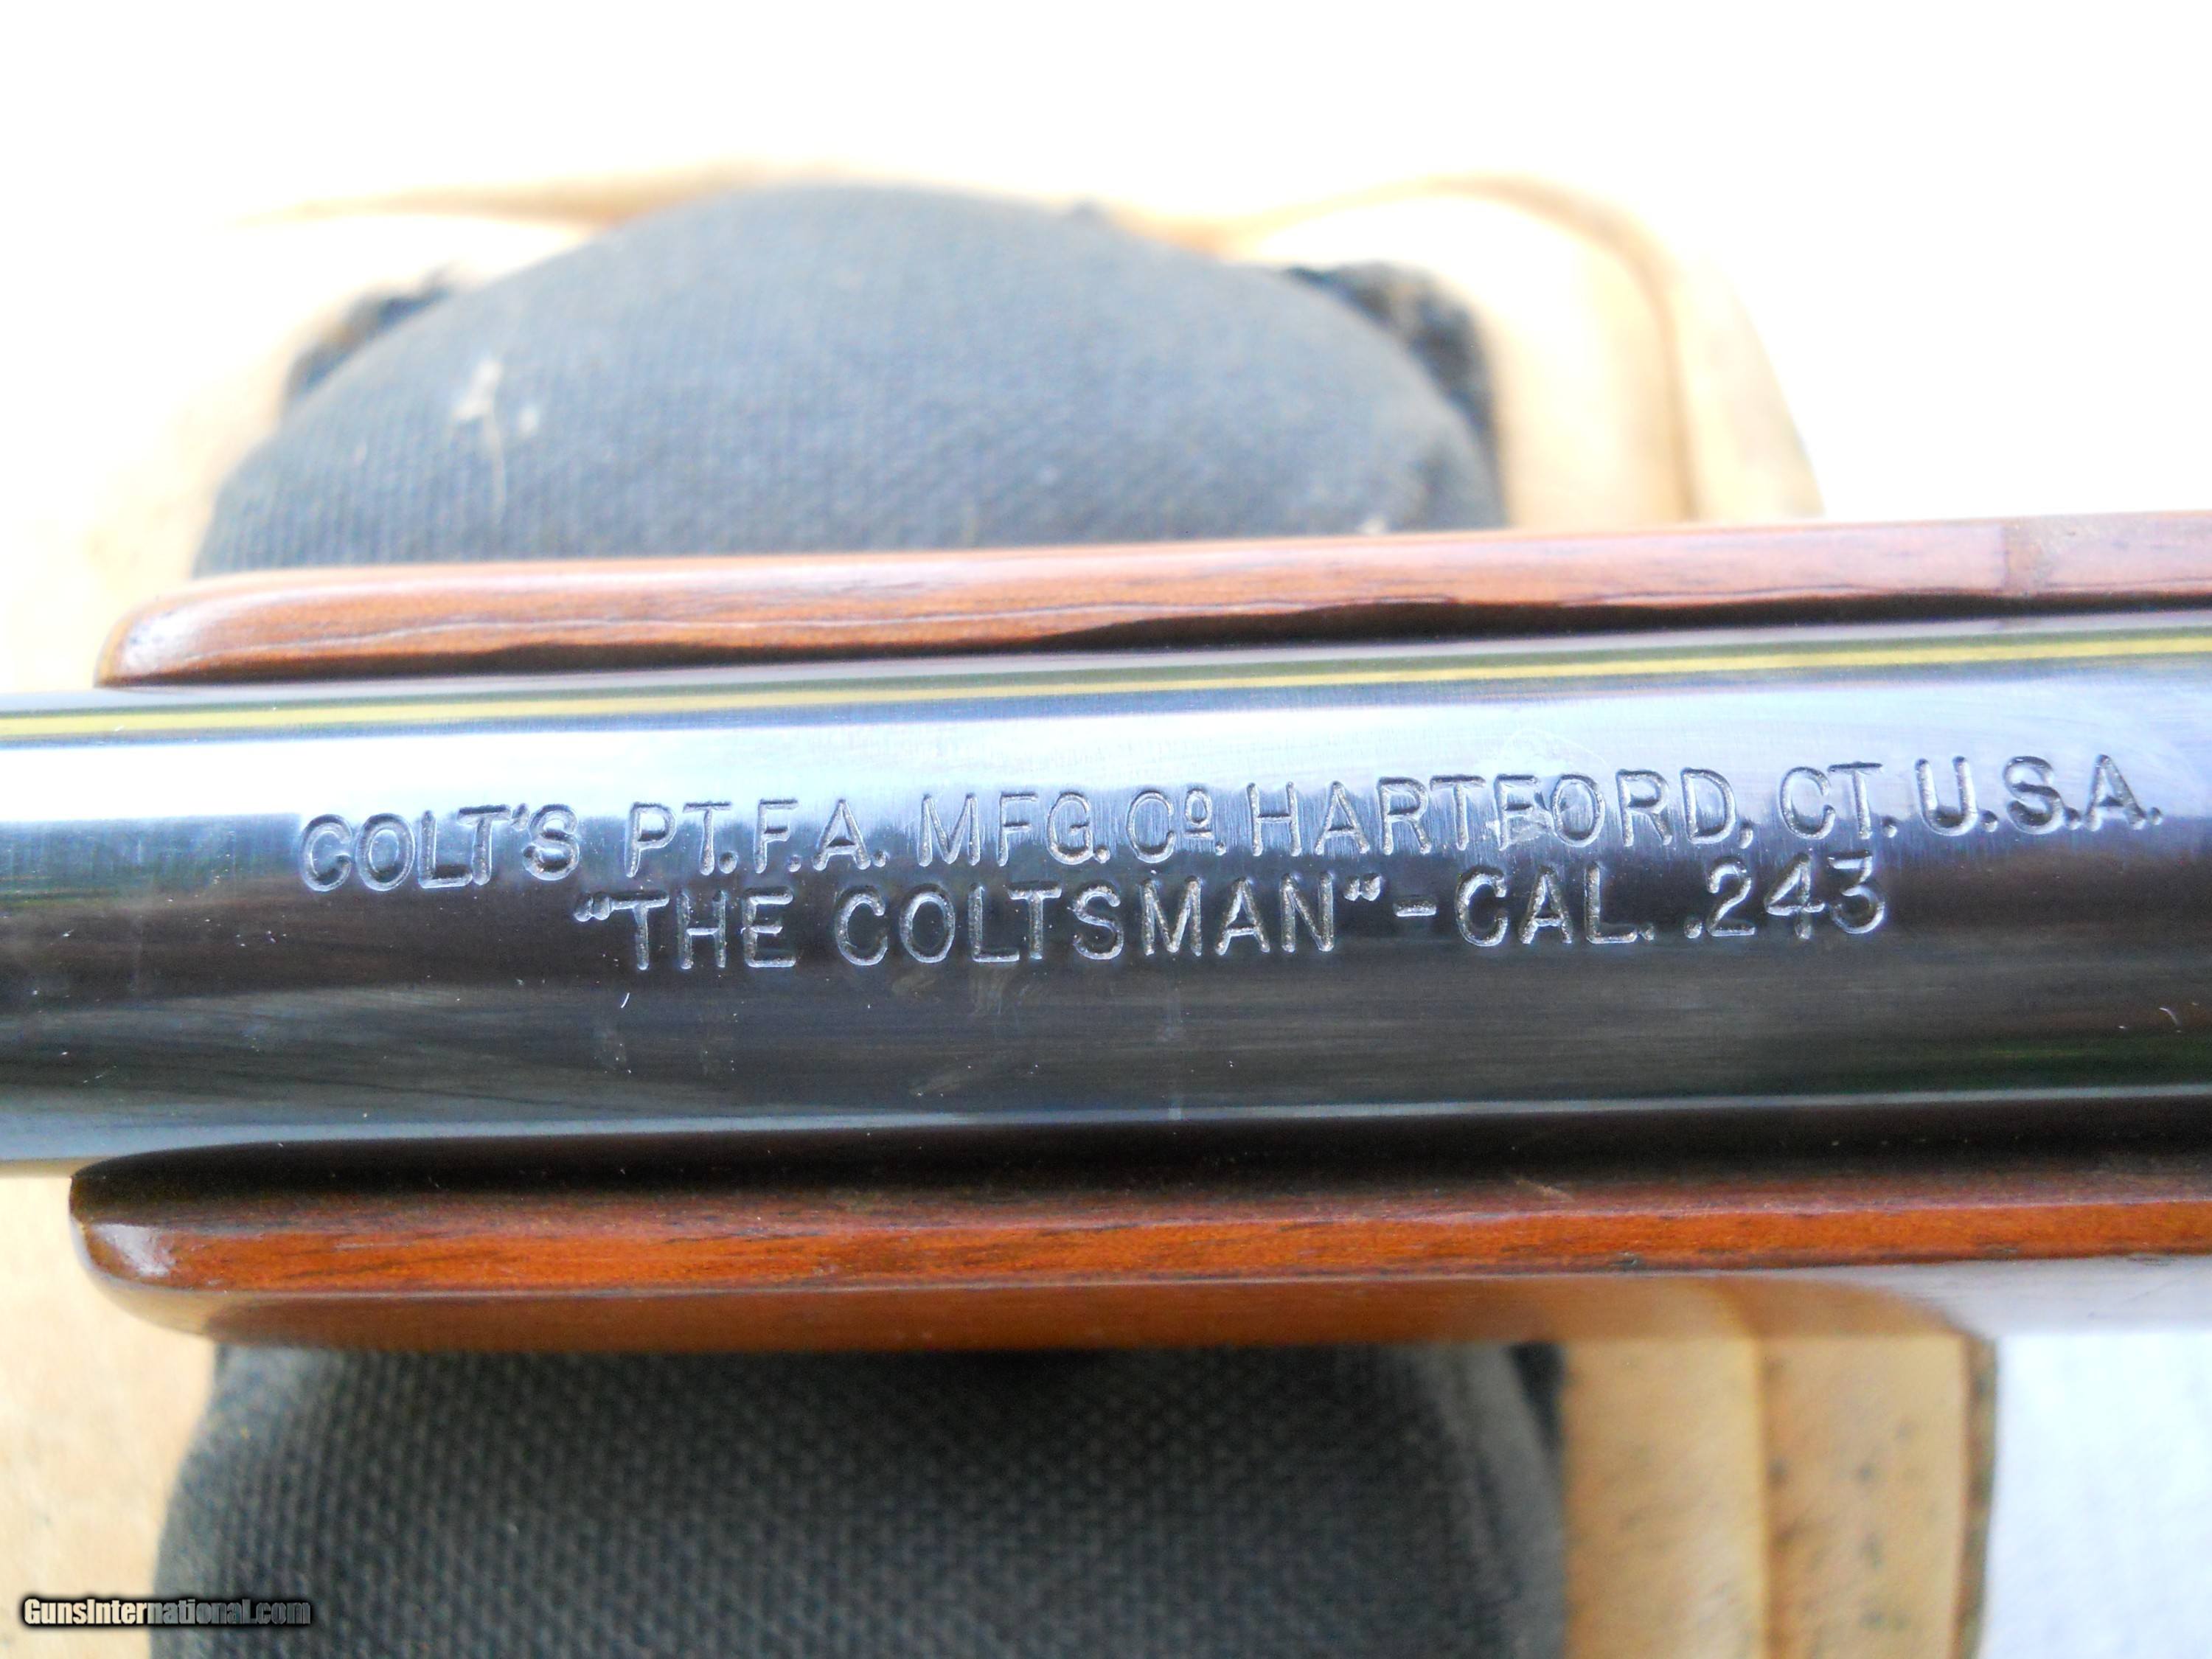 COLT'S PT.F.A. MFG. Cº. HARTFORD, CT. U.S.A.
"THE COLTSMAN" - CAL. .243
GunsInternational.com